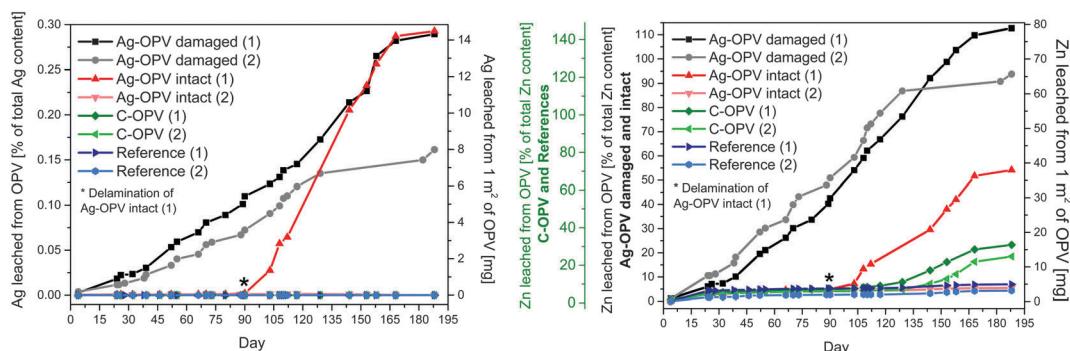 Ag leached from OPV [% of total Ag content]
0.30
0.25
0.20
0.15
0.10
0.05
0.00
Ag-OPV damaged (1)
Ag-OPV damaged (2)
Ag-OPV intact (1)
Ag-OPV intact (2)
C-OPV (1)
C-OPV (2)
Reference (1)
Reference (2)
* Delamination of
Ag-OPV intact (1)
*
0 15 30 45 60 75 90 105 120 135 150 165 180 195
Day
14
12
10
8
6
4
2
0
Ag leached from 1 m² of OPV [mg]
Zn leached from OPV [% of total Zn content]
C-OPV and References
140
120
100
80
60
40
20
0
Zn leached from OPV [% of total Zn content]
Ag-OPV damaged and intact
115
110
100
90
80
70
60
50
40
30
20
10
0
Ag-OPV damaged (1)
Ag-OPV damaged (2)
Ag-OPV intact (1)
Ag-OPV intact (2)
C-OPV (1)
C-OPV (2)
Reference (1)
Reference (2)
* Delamination of
Ag-OPV intact (1)
*
0 15 30 45 60 75 90 105 120 135 150 165 180 195
Day
80
70
60
50
40
30
20
10
0
Zn leached from 1 m² of OPV [mg]